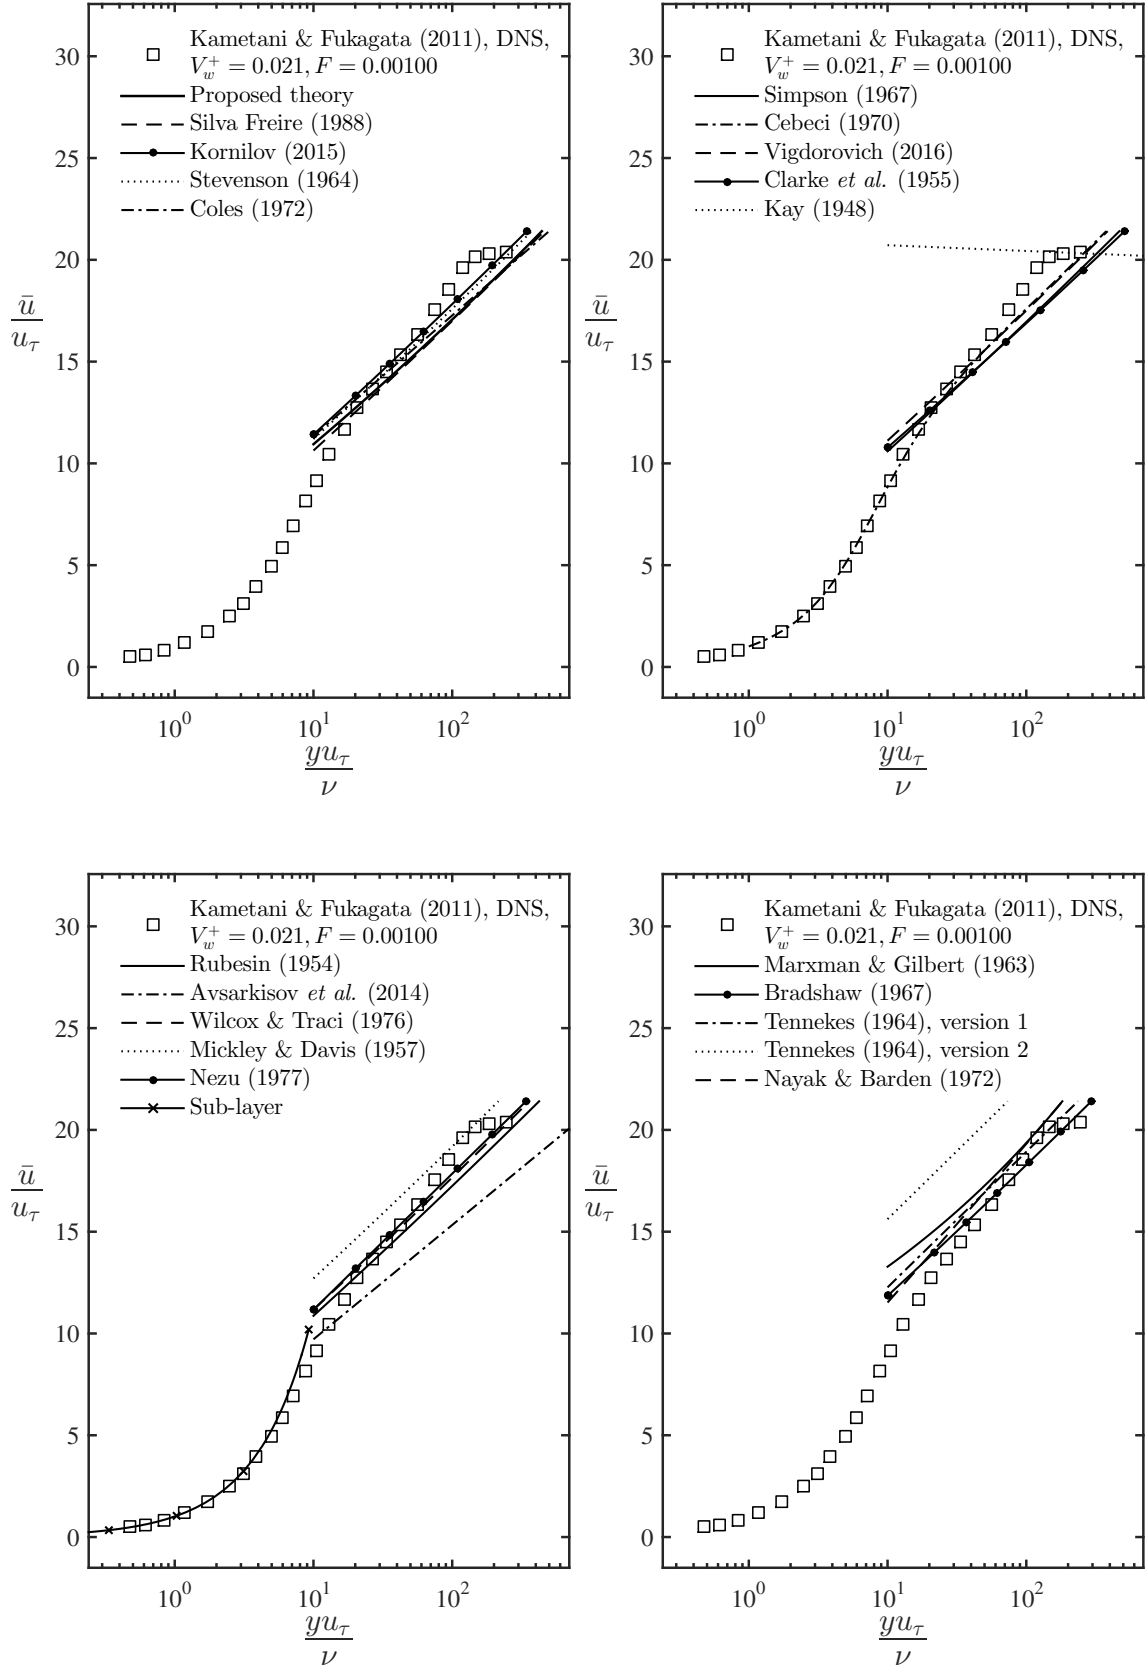 30
25
20
15
10
5
0
ū
u_τ
Kametani & Fukagata (2011), DNS,
V_w^+ = 0.021, F = 0.00100
Proposed theory
Silva Freire (1988)
Kornilov (2015)
Stevenson (1964)
Coles (1972)
10^0 10^1 10^2
yu_τ
ν
30
25
20
15
10
5
0
ū
u_τ
Kametani & Fukagata (2011), DNS,
V_w^+ = 0.021, F = 0.00100
Simpson (1967)
Cebeci (1970)
Vigdorovich (2016)
Clarke et al. (1955)
Kay (1948)
10^0 10^1 10^2
yu_τ
ν
30
25
20
15
10
5
0
ū
u_τ
Kametani & Fukagata (2011), DNS,
V_w^+ = 0.021, F = 0.00100
Rubesin (1954)
Avsarkisov et al. (2014)
Wilcox & Traci (1976)
Mickley & Davis (1957)
Nezu (1977)
Sub-layer
10^0 10^1 10^2
yu_τ
ν
30
25
20
15
10
5
0
ū
u_τ
Kametani & Fukagata (2011), DNS,
V_w^+ = 0.021, F = 0.00100
Marxman & Gilbert (1963)
Bradshaw (1967)
Tennekes (1964), version 1
Tennekes (1964), version 2
Nayak & Barden (1972)
10^0 10^1 10^2
yu_τ
ν